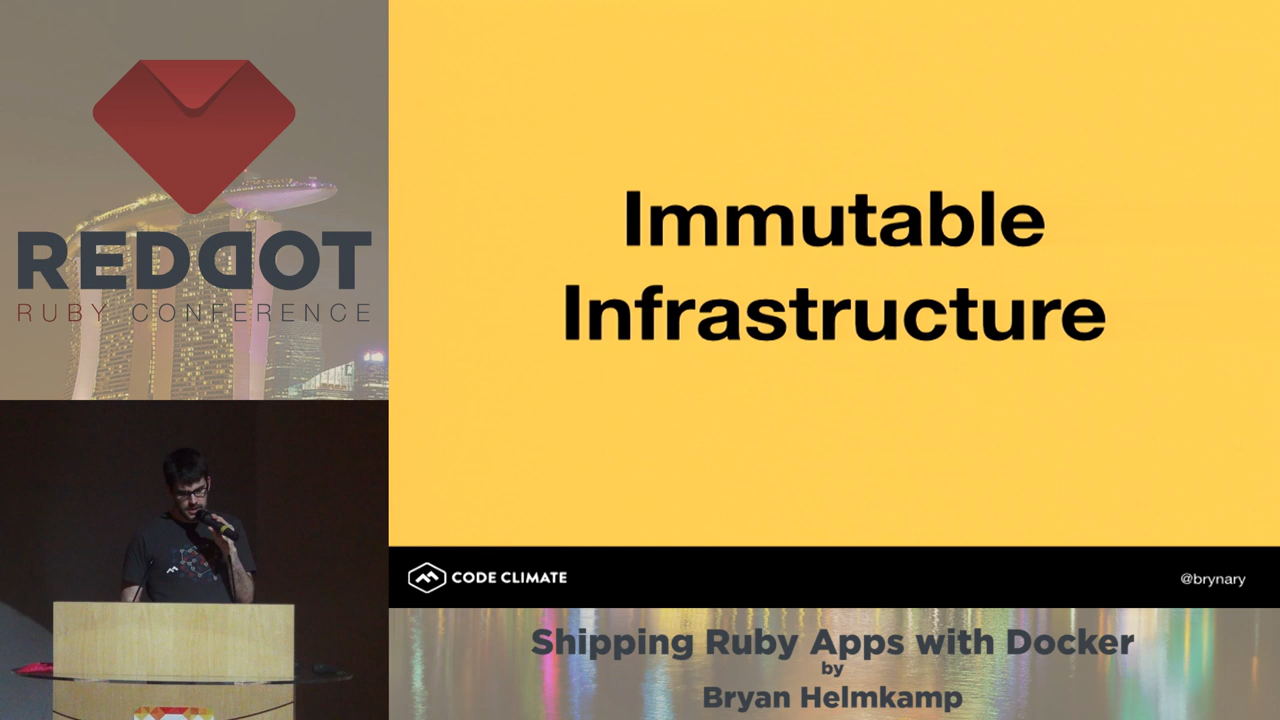 REDDOT
RUBY CONFERENCE
Immutable
Infrastructure
CODE CLIMATE
@brynary
Shipping Ruby Apps with Docker
by
Bryan Helmkamp